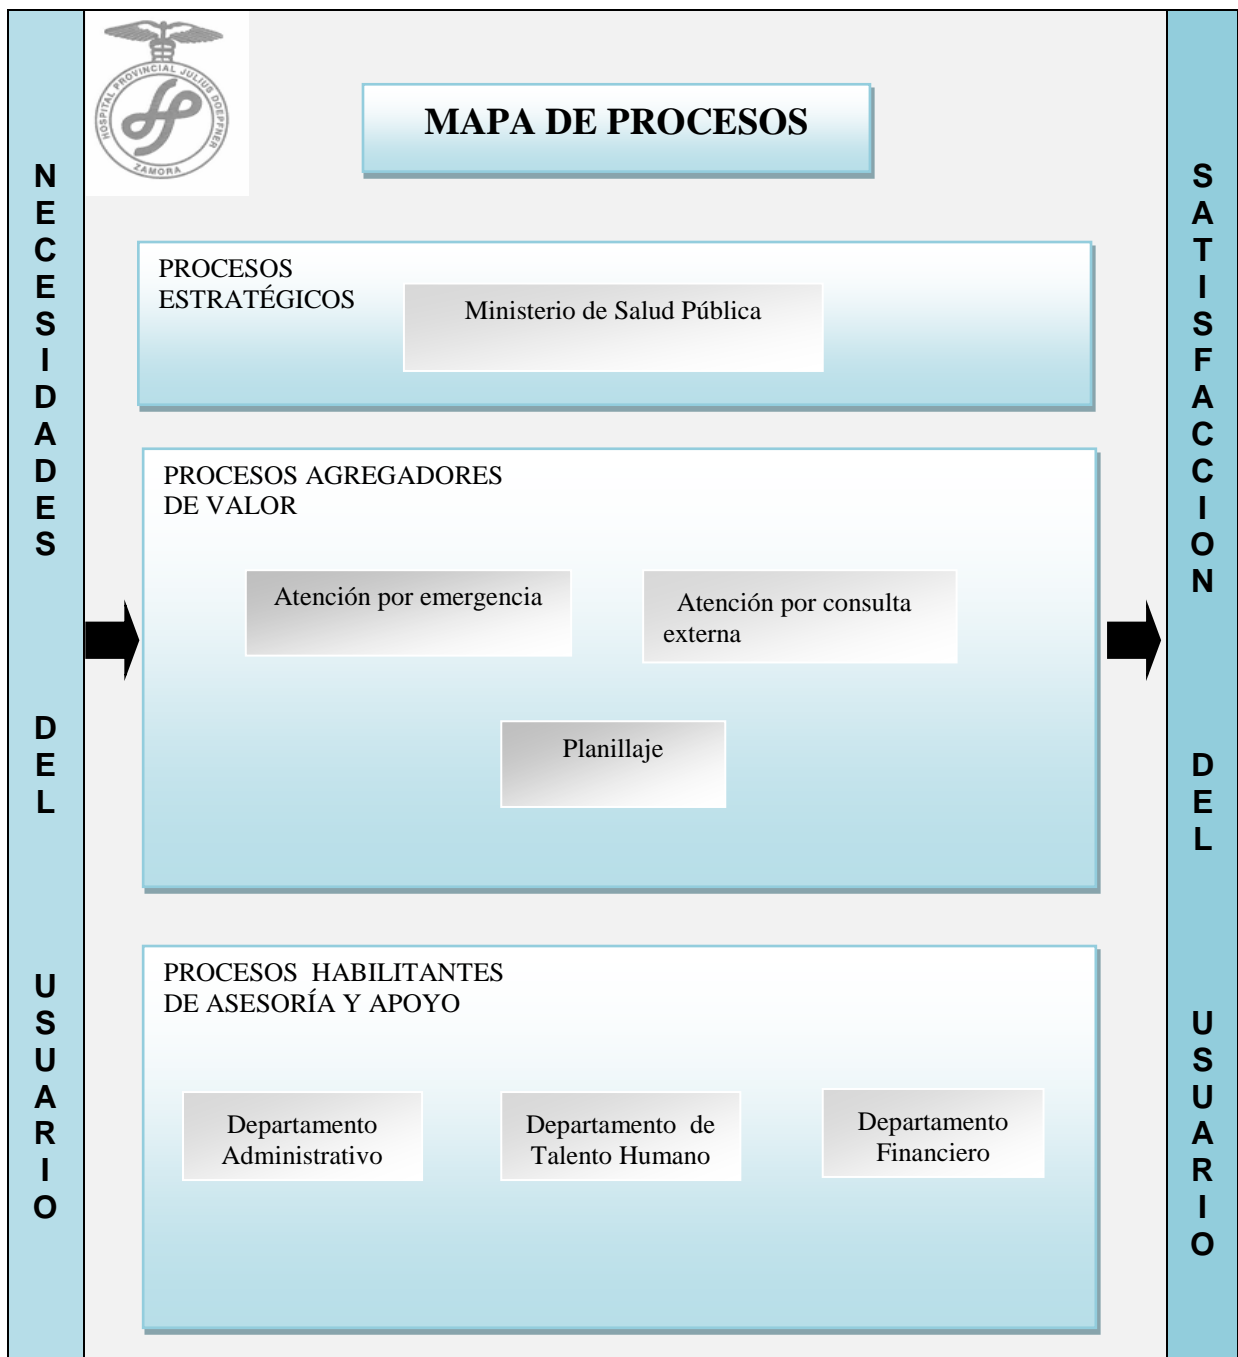 HOSPITAL PROVINCIAL JULIUS DOEPFNER
ZAMORA
MAPA DE PROCESOS
NECESIDADES
DEL
USUARIO
PROCESOS
ESTRATÉGICOS
Ministerio de Salud Pública
PROCESOS AGREGADORES
DE VALOR
Atención por emergencia
Atención por consulta
externa
Planillaje
PROCESOS HABILITANTES
DE ASESORÍA Y APOYO
Departamento
Administrativo
Departamento de
Talento Humano
Departamento
Financiero
SATISFACCION
DEL
USUARIO